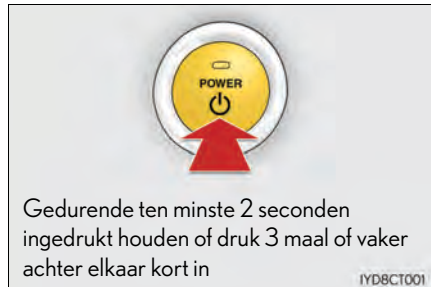 POWER
Gedurende ten minste 2 seconden
ingedrukt houden of druk 3 maal of vaker
achter elkaar kort in
IYD8CT001